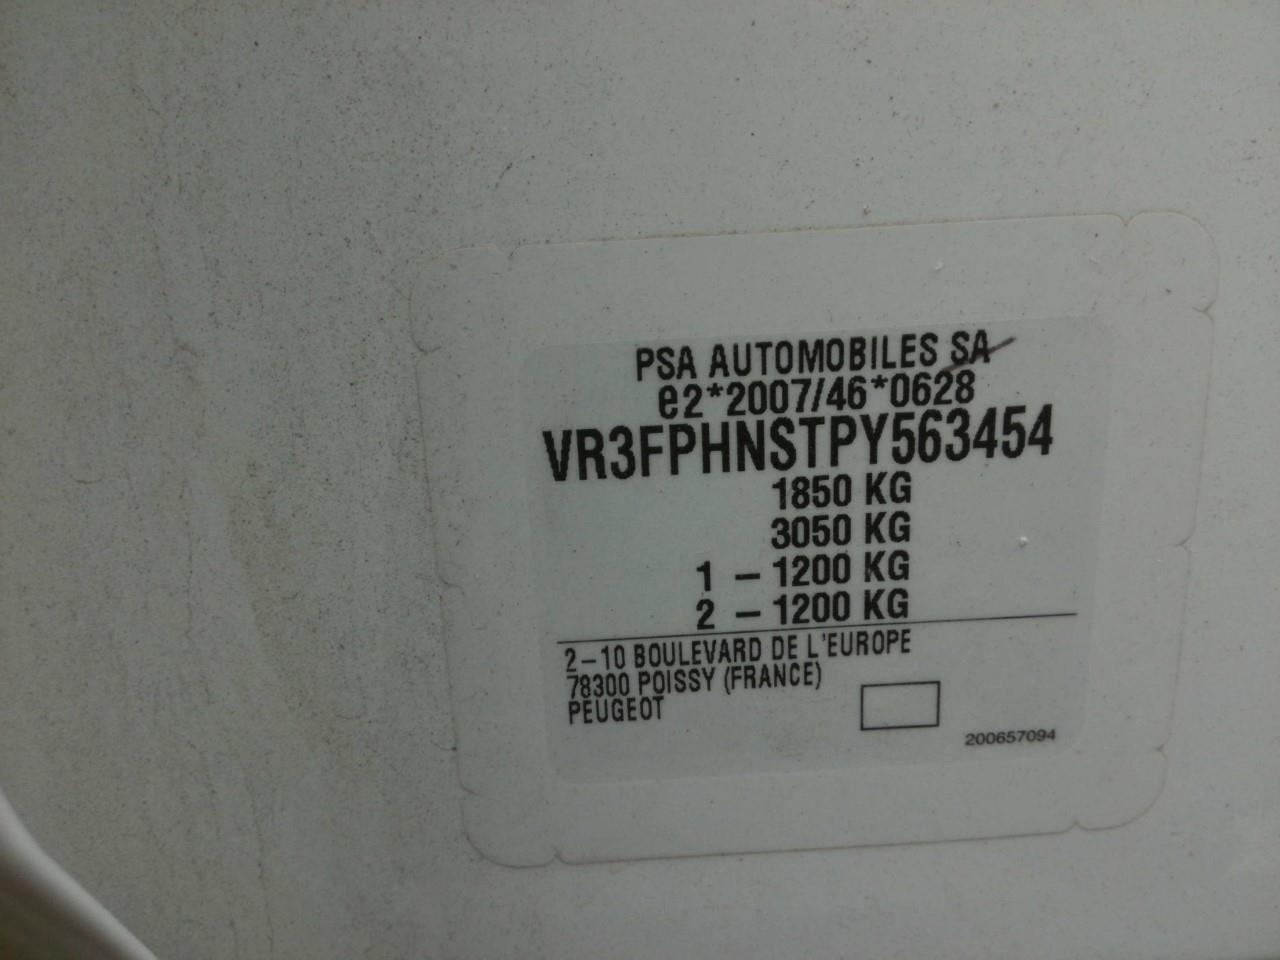 PSA AUTOMOBILES SA
e2*2007/46*0628
VR3FPHNSTPY563454
1850 KG
3050 KG
1 – 1200 KG
2 – 1200 KG
2–10 BOULEVARD DE L'EUROPE
78300 POISSY (FRANCE)
PEUGEOT
200657094